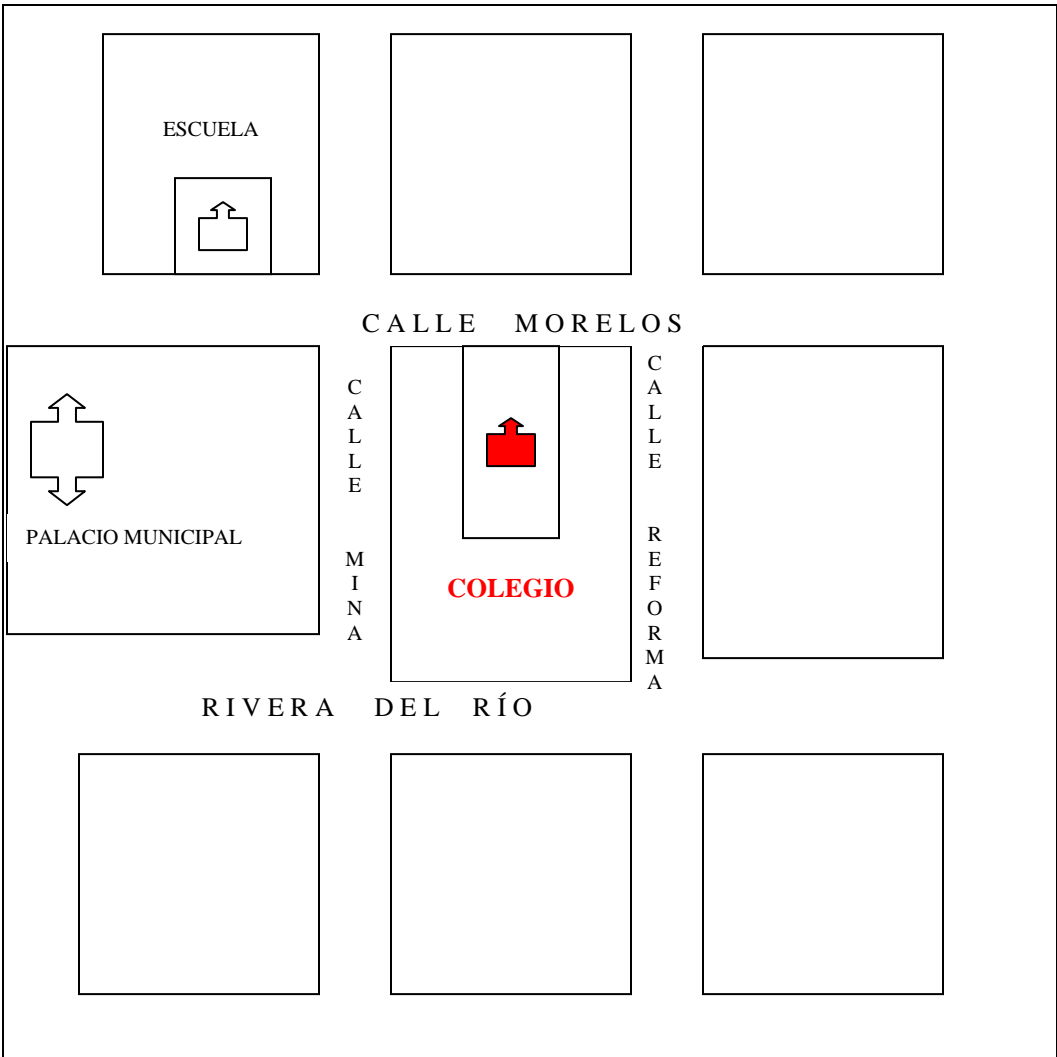 ESCUELA
CALLE MORELOS
CALLE MINA
CALLE REFORMA
PALACIO MUNICIPAL
COLEGIO
RIVERA DEL RÍO